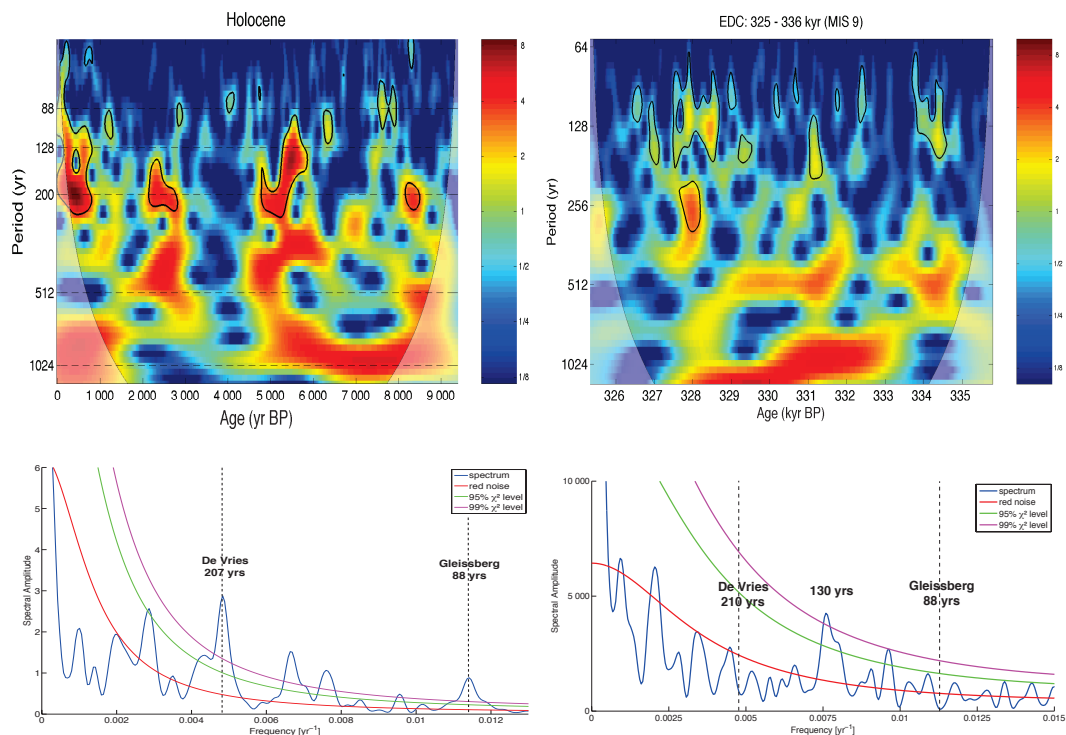 Holocene
EDC: 325 - 336 kyr (MIS 9)
Period (yr)
88
128
200
512
1024
0
1 000
2 000
3 000
4 000
5 000
6 000
7 000
8 000
9 000
Age (yr BP)
8
4
2
1
1/2
1/4
1/8
Period (yr)
64
128
256
512
1024
326
327
328
329
330
331
332
333
334
335
Age (kyr BP)
8
4
2
1
1/2
1/4
1/8
Spectral Amplitude
6
5
4
3
2
1
0
0
0.002
0.004
0.006
0.008
0.01
0.012
Frequency [yr⁻¹]
De Vries
207 yrs
Gleissberg
88 yrs
spectrum
red noise
95% χ² level
99% χ² level
Spectral Amplitude
10 000
5 000
0
0
0.0025
0.005
0.0075
0.01
0.0125
0.015
Frequency [yr⁻¹]
De Vries
210 yrs
130 yrs
Gleissberg
88 yrs
spectrum
red noise
95% χ² level
99% χ² level